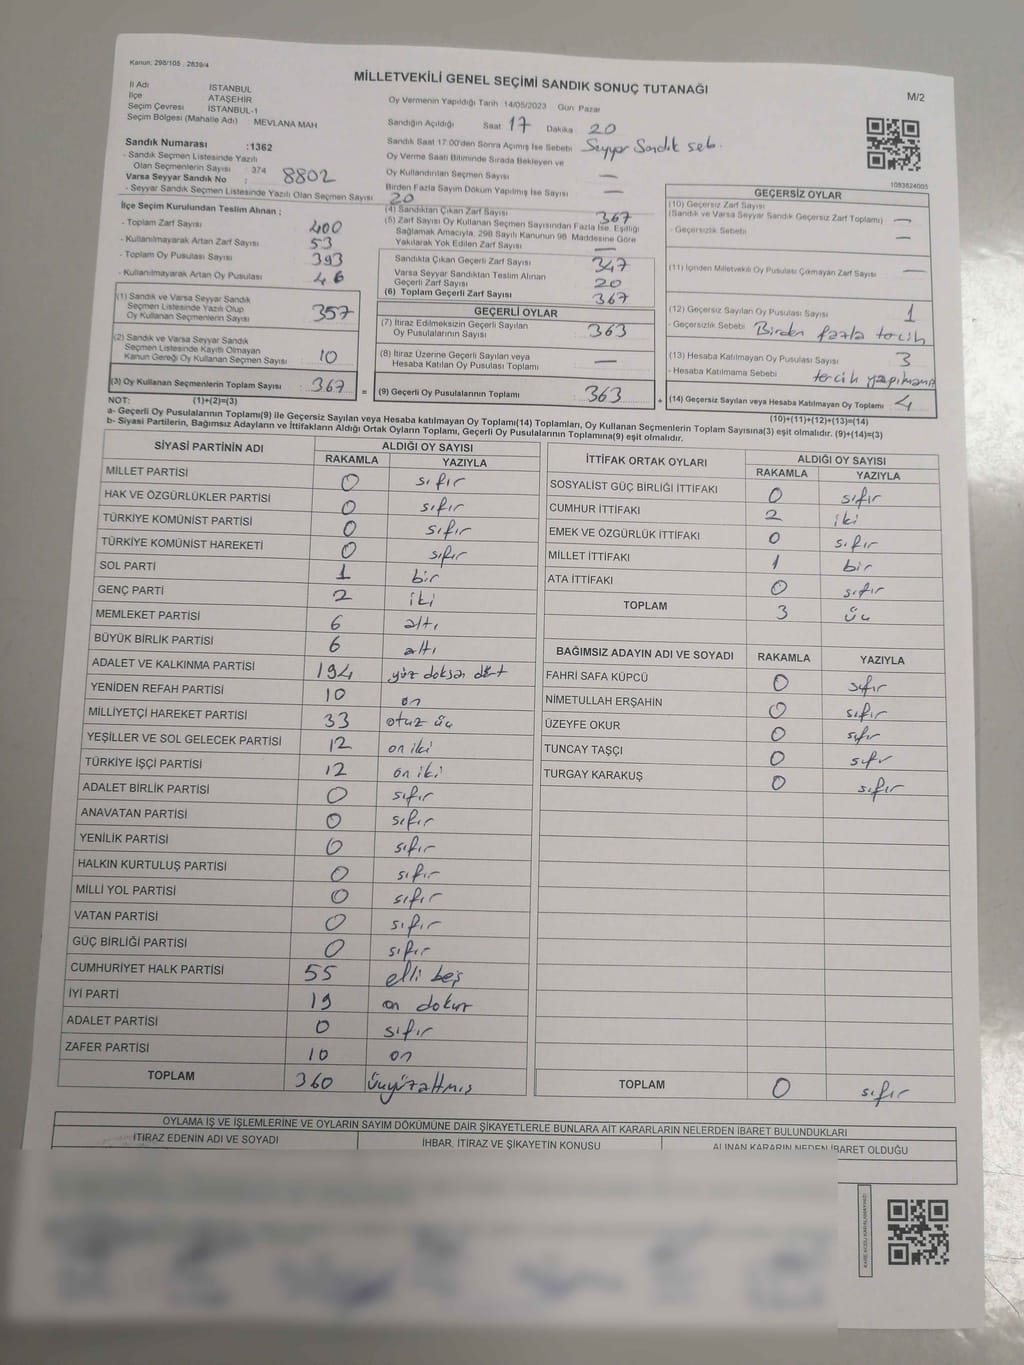 Kanun: 298/105 , 2839/4
MİLLETVEKİLİ GENEL SEÇİMİ SANDIK SONUÇ TUTANAĞI
M/2
İl Adı İSTANBUL
İlçe ATAŞEHİR
Seçim Çevresi İSTANBUL-1
Seçim Bölgesi (Mahalle Adı) : MEVLANA MAH
Sandık Numarası :1362
- Sandık Seçmen Listesinde Yazılı
Olan Seçmenlerin Sayısı : 374
Varsa Seyyar Sandık No : 8802
- Seyyar Sandık Seçmen Listesinde Yazılı Olan Seçmen Sayısı 20
Oy Vermenin Yapıldığı Tarih 14/05/2023 Gün Pazar
Sandığın Açıldığı Saat 17 Dakika 20
Sandık Saat 17:00'den Sonra Açılmış İse Sebebi Seyyar Sandık seb.
Oy Verme Saati Bitiminde Sırada Bekleyen ve
Oy Kullandırılan Seçmen Sayısı —
Birden Fazla Sayım Döküm Yapılmış İse Sayısı —
1083824005
İlçe Seçim Kurulundan Teslim Alınan ;
- Toplam Zarf Sayısı 400
- Kullanılmayarak Artan Zarf Sayısı 53
- Toplam Oy Pusulası Sayısı 393
- Kullanılmayarak Artan Oy Pusulası 46
(1) Sandık ve Varsa Seyyar Sandık
Seçmen Listesinde Yazılı Olup
Oy Kullanan Seçmenlerin Sayısı : 357
(2) Sandık ve Varsa Seyyar Sandık
Seçmen Listesinde Kayıtlı Olmayan
Kanun Gereği Oy Kullanan Seçmen Sayısı : 10
(3) Oy Kullanan Seçmenlerin Toplam Sayısı : 367
(4) Sandıktan Çıkan Zarf Sayısı 367
(5) Zarf Sayısı Oy Kullanan Seçmen Sayısından Fazla İse, Eşitliği
Sağlamak Amacıyla, 298 Sayılı Kanunun 98. Maddesine Göre
Yakılarak Yok Edilen Zarf Sayısı —
Sandıkta Çıkan Geçerli Zarf Sayısı 347
Varsa Seyyar Sandıktan Teslim Alınan
Geçerli Zarf Sayısı 20
(6) Toplam Geçerli Zarf Sayısı 367
GEÇERLİ OYLAR
(7) İtiraz Edilmeksizin Geçerli Sayılan
Oy Pusulalarının Sayısı : 363
(8) İtiraz Üzerine Geçerli Sayılan veya
Hesaba Katılan Oy Pusulası Toplamı : —
= (9) Geçerli Oy Pusulalarının Toplamı : 363
GEÇERSİZ OYLAR
(10) Geçersiz Zarf Sayısı
(Sandık ve Varsa Seyyar Sandık Geçersiz Zarf Toplamı) —
- Geçersizlik Sebebi —
(11) İçinden Milletvekili Oy Pusulası Çıkmayan Zarf Sayısı —
(12) Geçersiz Sayılan Oy Pusulası Sayısı 1
- Geçersizlik Sebebi Birden fazla tercih
(13) Hesaba Katılmayan Oy Pusulası Sayısı 3
- Hesaba Katılmama Sebebi tercih yapılmamış
+ (14) Geçersiz Sayılan veya Hesaba Katılmayan Oy Toplamı : 4
NOT: (1)+(2)=(3) (10)+(11)+(12)+(13)=(14)
a- Geçerli Oy Pusulalarının Toplamı(9) ile Geçersiz Sayılan veya Hesaba katılmayan Oy Toplamı(14) Toplamları, Oy Kullanan Seçmenlerin Toplam Sayısına(3) eşit olmalıdır. (9)+(14)=(3)
b- Siyasi Partilerin, Bağımsız Adayların ve İttifakların Aldığı Ortak Oyların Toplamı, Geçerli Oy Pusulalarının Toplamına(9) eşit olmalıdır.
SİYASİ PARTİNİN ADI ALDIĞI OY SAYISI
RAKAMLA YAZIYLA
MİLLET PARTİSİ 0 sıfır
HAK VE ÖZGÜRLÜKLER PARTİSİ 0 sıfır
TÜRKİYE KOMÜNİST PARTİSİ 0 sıfır
TÜRKİYE KOMÜNİST HAREKETİ 0 sıfır
SOL PARTİ 1 bir
GENÇ PARTİ 2 iki
MEMLEKET PARTİSİ 6 altı
BÜYÜK BİRLİK PARTİSİ 6 altı
ADALET VE KALKINMA PARTİSİ 194 yüz doksan dört
YENİDEN REFAH PARTİSİ 10 on
MİLLİYETÇİ HAREKET PARTİSİ 33 otuz üç
YEŞİLLER VE SOL GELECEK PARTİSİ 12 on iki
TÜRKİYE İŞÇİ PARTİSİ 12 on iki
ADALET BİRLİK PARTİSİ 0 sıfır
ANAVATAN PARTİSİ 0 sıfır
YENİLİK PARTİSİ 0 sıfır
HALKIN KURTULUŞ PARTİSİ 0 sıfır
MİLLİ YOL PARTİSİ 0 sıfır
VATAN PARTİSİ 0 sıfır
GÜÇ BİRLİĞİ PARTİSİ 0 sıfır
CUMHURİYET HALK PARTİSİ 55 elli beş
İYİ PARTİ 19 on dokuz
ADALET PARTİSİ 0 sıfır
ZAFER PARTİSİ 10 on
TOPLAM 360 üçyüzaltmış
İTTİFAK ORTAK OYLARI ALDIĞI OY SAYISI
RAKAMLA YAZIYLA
SOSYALİST GÜÇ BİRLİĞİ İTTİFAKI 0 sıfır
CUMHUR İTTİFAKI 2 iki
EMEK VE ÖZGÜRLÜK İTTİFAKI 0 sıfır
MİLLET İTTİFAKI 1 bir
ATA İTTİFAKI 0 sıfır
TOPLAM 3 üç
BAĞIMSIZ ADAYIN ADI VE SOYADI RAKAMLA YAZIYLA
FAHRİ SAFA KÜPCÜ 0 sıfır
NİMETULLAH ERŞAHİN 0 sıfır
ÜZEYFE OKUR 0 sıfır
TUNCAY TAŞÇI 0 sıfır
TURGAY KARAKUŞ 0 sıfır
TOPLAM 0 sıfır
OYLAMA İŞ VE İŞLEMLERİNE VE OYLARIN SAYIM DÖKÜMÜNE DAİR ŞİKAYETLERLE BUNLARA AİT KARARLARIN NELERDEN İBARET BULUNDUKLARI
İTİRAZ EDENİN ADI VE SOYADI İHBAR, İTİRAZ VE ŞİKAYETİN KONUSU ALINAN KARARIN NEDEN İBARET OLDUĞU